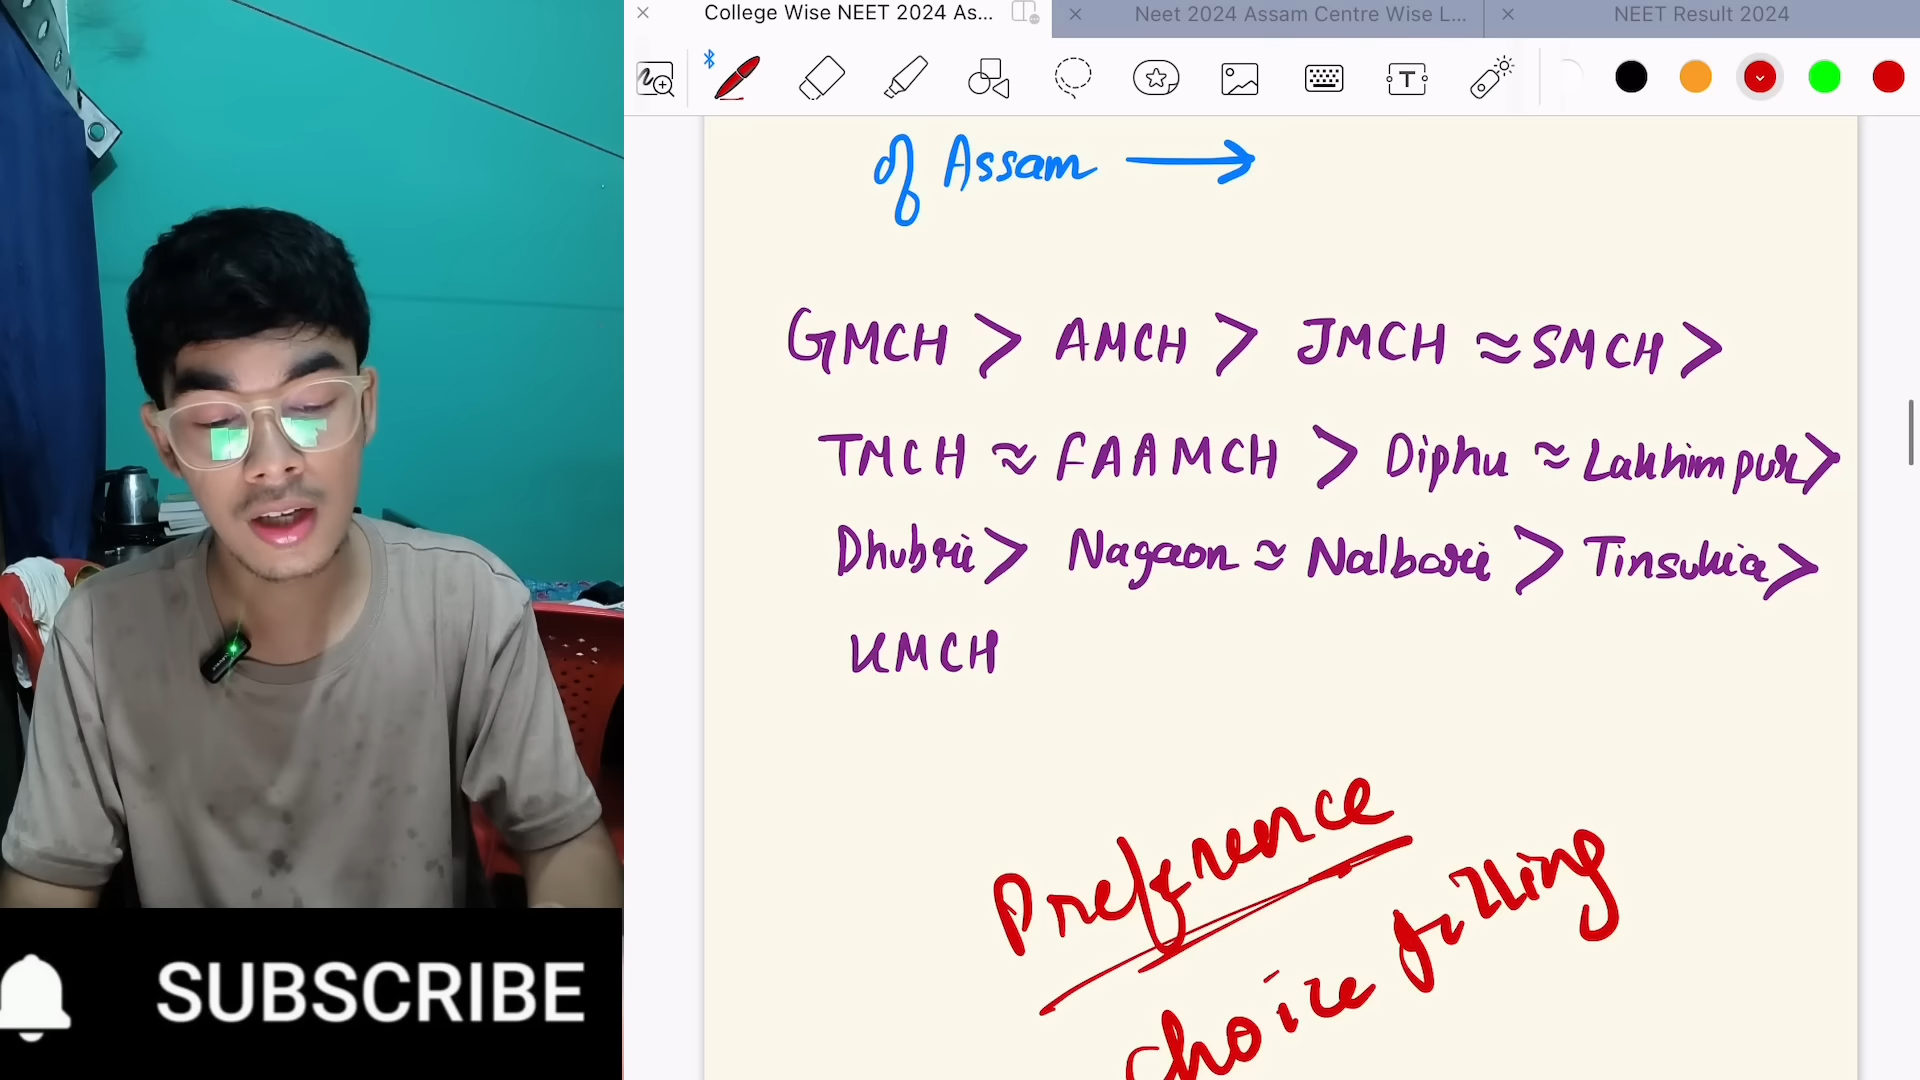 College Wise NEET 2024 As...
Neet 2024 Assam Centre Wise L...
NEET Result 2024
T
of Assam →
GMCH > AMCH > JMCH ≈ SMCH >
TMCH ≈ FAAMCH > Diphu ≈ Lakhimpur >
Dhubri > Nagaon ≈ Nalbari > Tinsukia >
KMCH
Preference
Choice filling
SUBSCRIBE